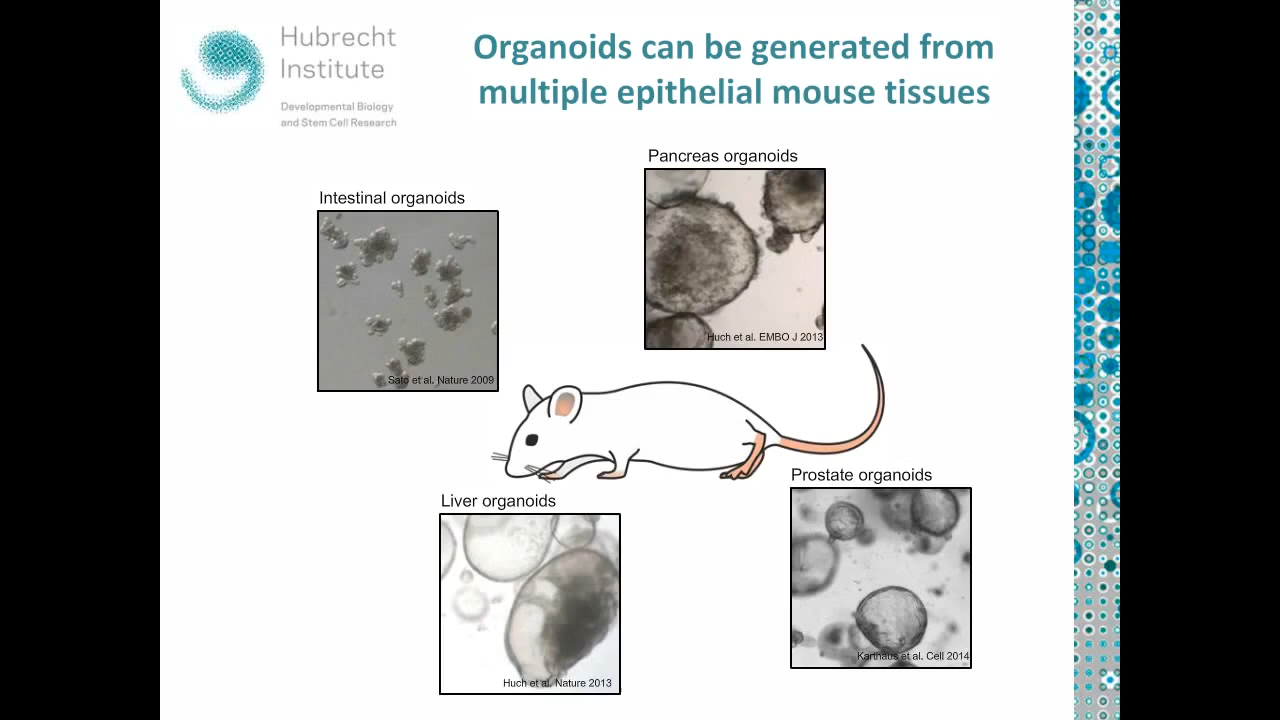 Hubrecht
Institute
Developmental Biology
and Stem Cell Research
Organoids can be generated from
multiple epithelial mouse tissues
Pancreas organoids
Huch et al. EMBO J 2013
Intestinal organoids
Sato et al. Nature 2009
Prostate organoids
Karthaus et al. Cell 2014
Liver organoids
Huch et al. Nature 2013